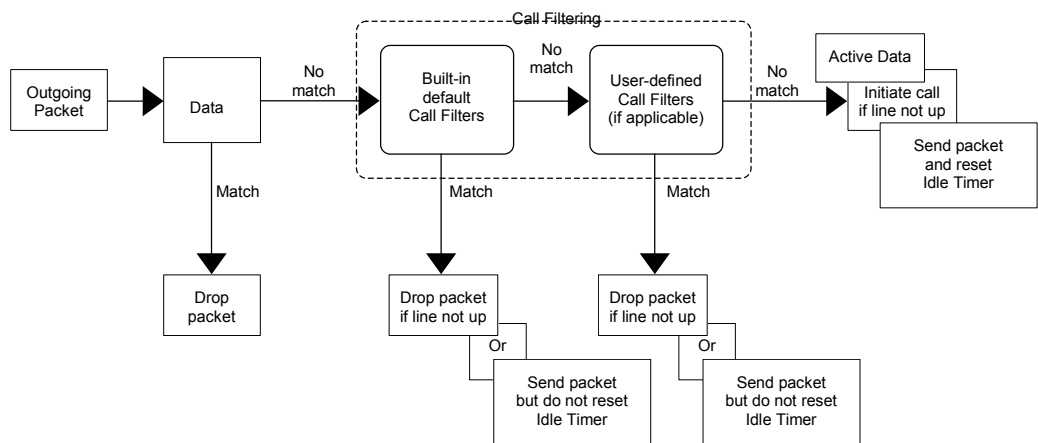 Call Filtering
Outgoing
Packet
No
match
Data
Built-in
default
Call Filters
No
match
User-defined
Call Filters
(if applicable)
No
match
Active Data
Initiate call
if line not up
Send packet
and reset
Idle Timer
Match
Match
Match
Drop
packet
Drop packet
if line not up
Or
Send packet
but do not reset
Idle Timer
Drop packet
if line not up
Or
Send packet
but do not reset
Idle Timer